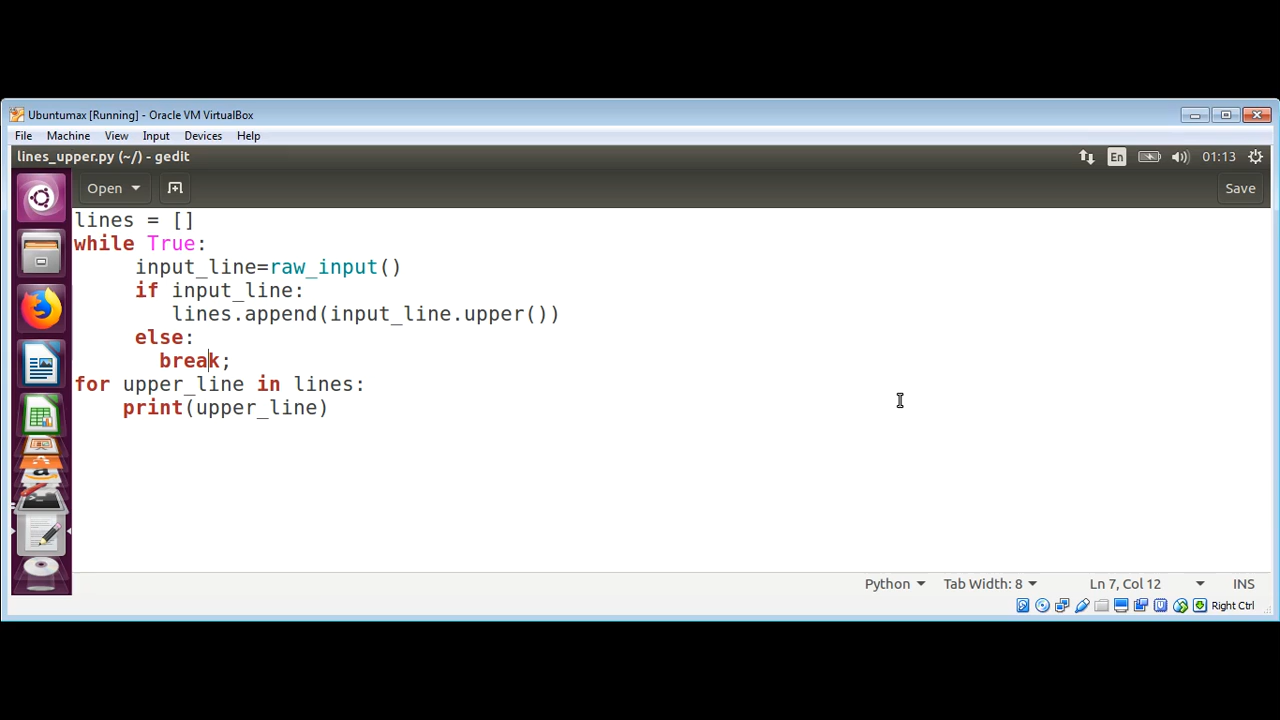 Ubuntumax [Running] - Oracle VM VirtualBox
File Machine View Input Devices Help
lines_upper.py (~/) - gedit En 01:13
Open Save
lines = []
while True:
input_line=raw_input()
if input_line:
lines.append(input_line.upper())
else:
break;
for upper_line in lines:
print(upper_line)
Python Tab Width: 8 Ln 7, Col 12 INS
Right Ctrl